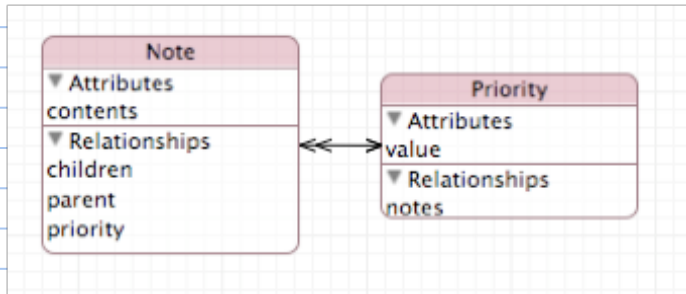 Note
Attributes
contents
Relationships
children
parent
priority
Priority
Attributes
value
Relationships
notes